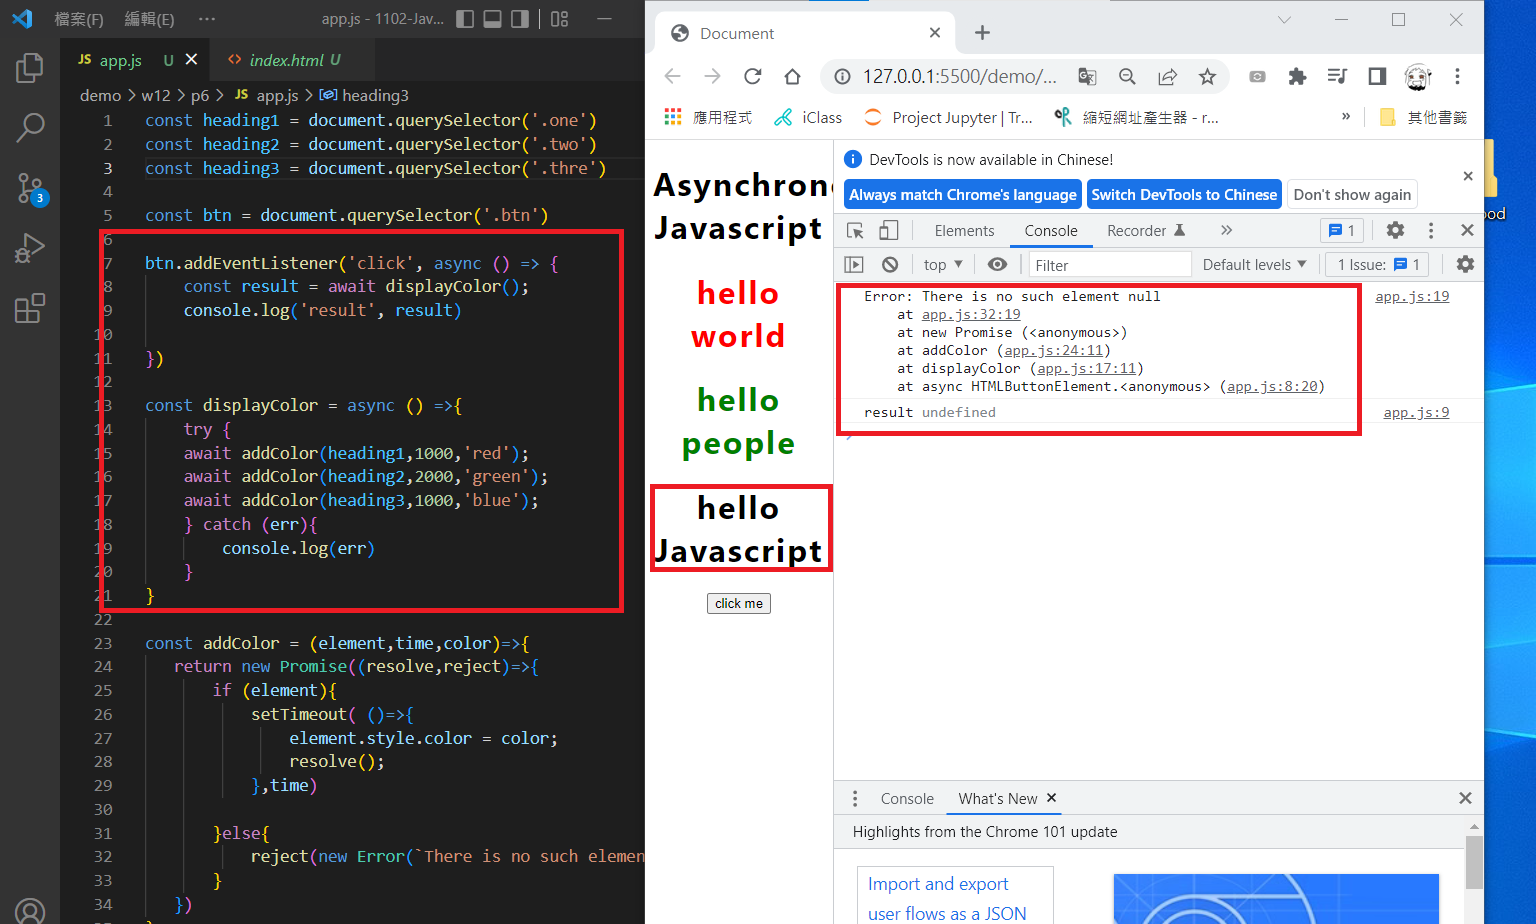 檔案(F) 編輯(E) ··· app.js - 1102-Jav...
JS app.js U index.html U
demo > w12 > p6 > JS app.js > heading3
1 const heading1 = document.querySelector('.one')
2 const heading2 = document.querySelector('.two')
3 const heading3 = document.querySelector('.thre')
4
5 const btn = document.querySelector('.btn')
6
7 btn.addEventListener('click', async () => {
8 const result = await displayColor();
9 console.log('result', result)
10
11 })
12
13 const displayColor = async () =>{
14 try {
15 await addColor(heading1,1000,'red');
16 await addColor(heading2,2000,'green');
17 await addColor(heading3,1000,'blue');
18 } catch (err){
19 console.log(err)
20 }
21 }
22
23 const addColor = (element,time,color)=>{
24 return new Promise((resolve,reject)=>{
25 if (element){
26 setTimeout( ()=>{
27 element.style.color = color;
28 resolve();
29 },time)
30
31 }else{
32 reject(new Error(`There is no such elemen
33 }
34 })
3
Document
127.0.0.1:5500/demo/...
應用程式 iClass Project Jupyter | Tr... 縮短網址產生器 - r... » 其他書籤
Asynchron
Javascript
hello
world
hello
people
hello
Javascript
click me
DevTools is now available in Chinese!
Always match Chrome's language Switch DevTools to Chinese Don't show again
Elements Console Recorder » 1
top Filter Default levels 1 Issue: 1
Error: There is no such element null app.js:19
at app.js:32:19
at new Promise (<anonymous>)
at addColor (app.js:24:11)
at displayColor (app.js:17:11)
at async HTMLButtonElement.<anonymous> (app.js:8:20)
result undefined app.js:9
Console What's New
Highlights from the Chrome 101 update
Import and export
user flows as a JSON
ood